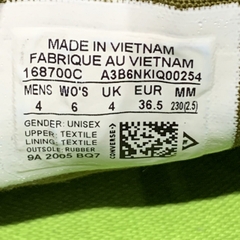 MADE IN VIETNAM
FABRIQUE AU VIETNAM
168700C A3B6NKIQ00254
MENS WO'S UK EUR MM
4 6 4 36.5 230(2.5)
GENDER: UNISEX
UPPER: TEXTILE
LINING: TEXTILE
OUTSOLE: RUBBER
9A 2005 BQ7
CONVERSE